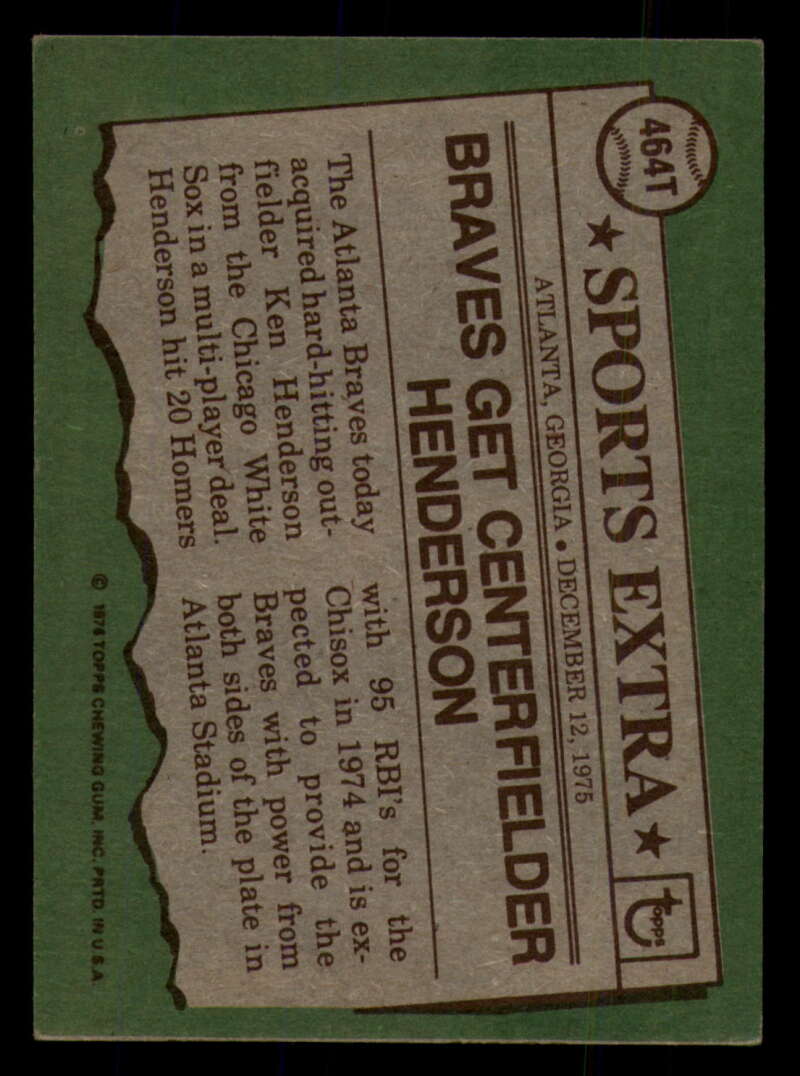 464T
★ SPORTS EXTRA ★
topps
ATLANTA, GEORGIA • DECEMBER 12, 1975
BRAVES GET CENTERFIELDER
HENDERSON
The Atlanta Braves today
acquired hard-hitting out-
fielder Ken Henderson
from the Chicago White
Sox in a multi-player deal.
Henderson hit 20 Homers
with 95 RBI's for the
Chisox in 1974 and is ex-
pected to provide the
Braves with power from
both sides of the plate in
Atlanta Stadium.
© 1976 TOPPS CHEWING GUM, INC. PRTD. IN U.S.A.